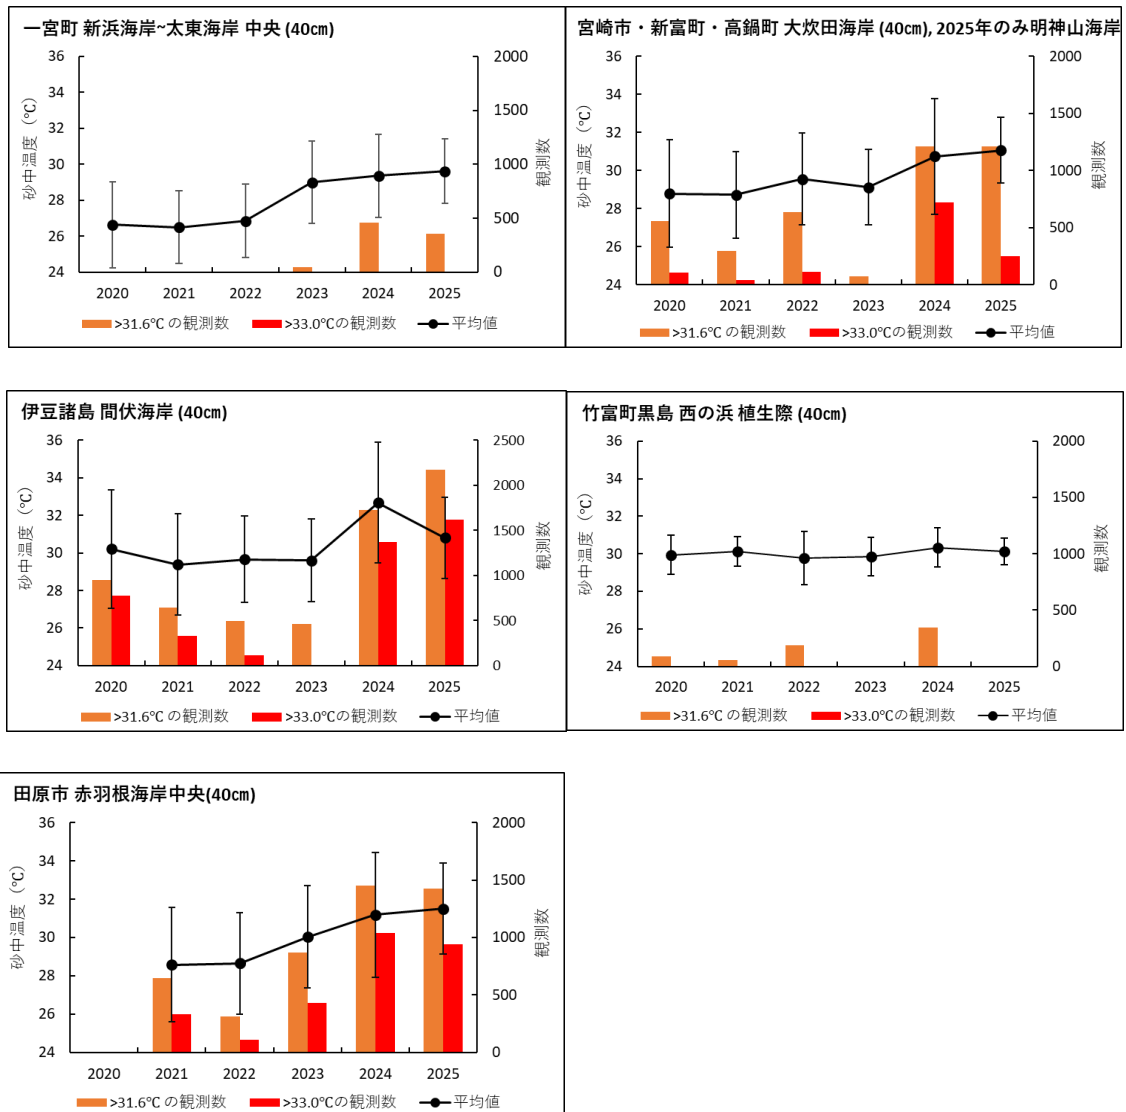 一宮町 新浜海岸~太東海岸 中央 (40㎝)
36
34
32
30
28
26
24
砂中温度（℃）
2000
1500
1000
500
0
観測数
2020 2021 2022 2023 2024 2025
>31.6℃ の観測数 >33.0℃の観測数 平均値
宮崎市・新富町・高鍋町 大炊田海岸 (40㎝), 2025年のみ明神山海岸
36
34
32
30
28
26
24
砂中温度（℃）
2000
1500
1000
500
0
観測数
2020 2021 2022 2023 2024 2025
>31.6℃ の観測数 >33.0℃の観測数 平均値
伊豆諸島 間伏海岸 (40㎝)
36
34
32
30
28
26
24
砂中温度（℃）
2500
2000
1500
1000
500
0
観測数
2020 2021 2022 2023 2024 2025
>31.6℃ の観測数 >33.0℃の観測数 平均値
竹富町黒島 西の浜 植生際 (40㎝)
36
34
32
30
28
26
24
砂中温度（℃）
2000
1500
1000
500
0
観測数
2020 2021 2022 2023 2024 2025
>31.6℃ の観測数 >33.0℃の観測数 平均値
田原市 赤羽根海岸中央(40㎝)
36
34
32
30
28
26
24
砂中温度（℃）
2000
1500
1000
500
0
観測数
2020 2021 2022 2023 2024 2025
>31.6℃ の観測数 >33.0℃の観測数 平均値